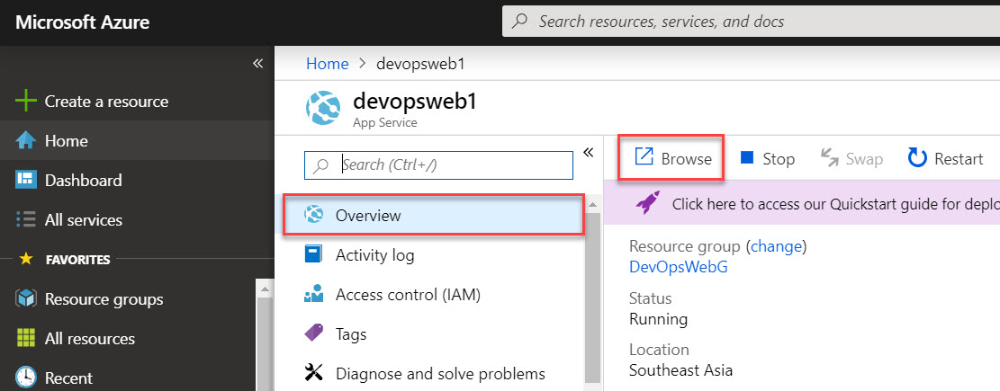 Microsoft Azure
Search resources, services, and docs
«
Create a resource
Home
Dashboard
All services
FAVORITES
Resource groups
All resources
Recent
Home > devopsweb1
devopsweb1
App Service
Search (Ctrl+/)
«
Overview
Activity log
Access control (IAM)
Tags
Diagnose and solve problems
Browse
Stop
Swap
Restart
Click here to access our Quickstart guide for deplo
Resource group (change)
DevOpsWebG
Status
Running
Location
Southeast Asia